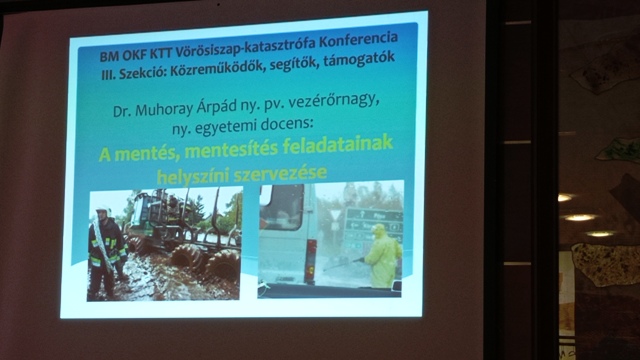 BM OKF KTT Vörösiszap-katasztrófa Konferencia
III. Szekció: Közreműködők, segítők, támogatók
Dr. Muhoray Árpád ny. pv. vezérőrnagy,
ny. egyetemi docens:
A mentés, mentesítés feladatainak
helyszíni szervezése